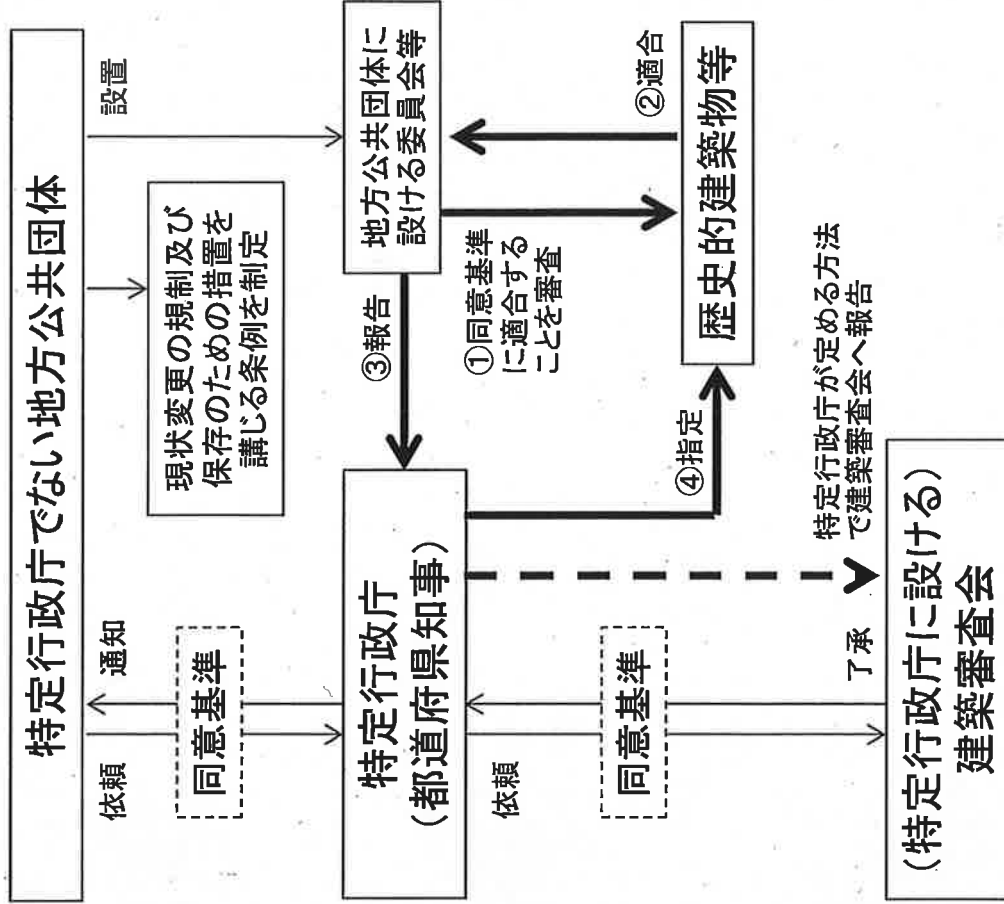 特定行政庁でない地方公共団体
依頼
通知
同意基準
現状変更の規制及び
保存のための措置を
講じる条例を制定
設置
特定行政庁
(都道府県知事)
③報告
地方公共団体に
設ける委員会等
①同意基準
に適合する
ことを審査
②適合
④指定
歴史的建築物等
依頼
同意基準
了承
特定行政庁が定める方法
で建築審査会へ報告
(特定行政庁に設ける)
建築審査会